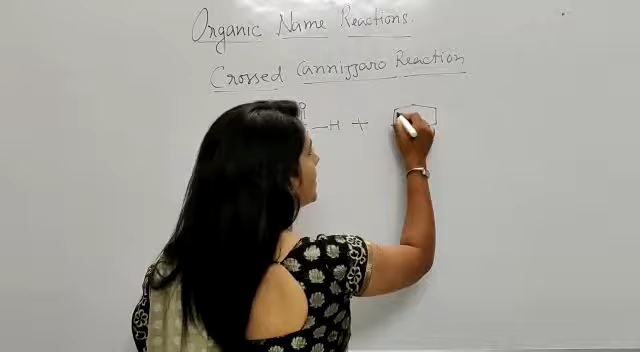 Organic Name Reactions.
Crossed Cannizzaro Reaction
—H +